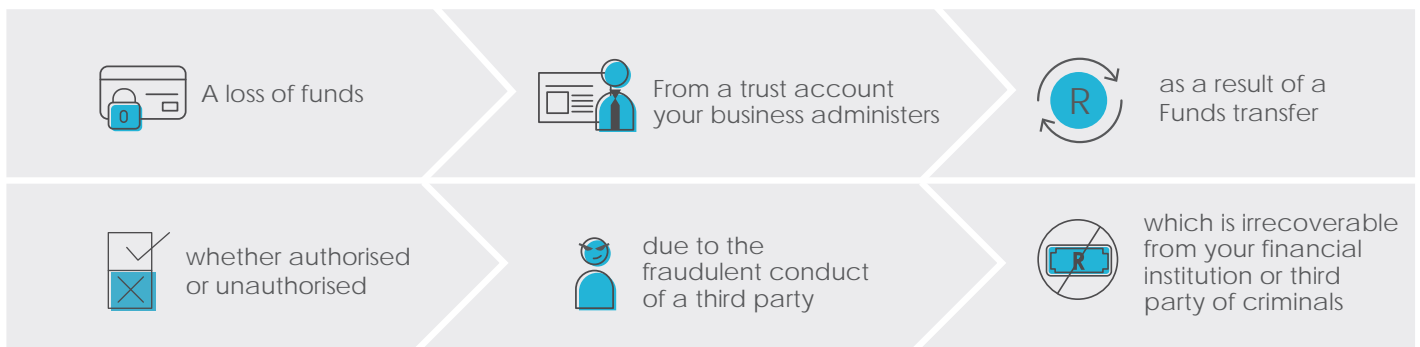 0
A loss of funds
From a trust account
your business administers
R
as a result of a
Funds transfer
whether authorised
or unauthorised
due to the
fraudulent conduct
of a third party
R
which is irrecoverable
from your financial
institution or third
party of criminals